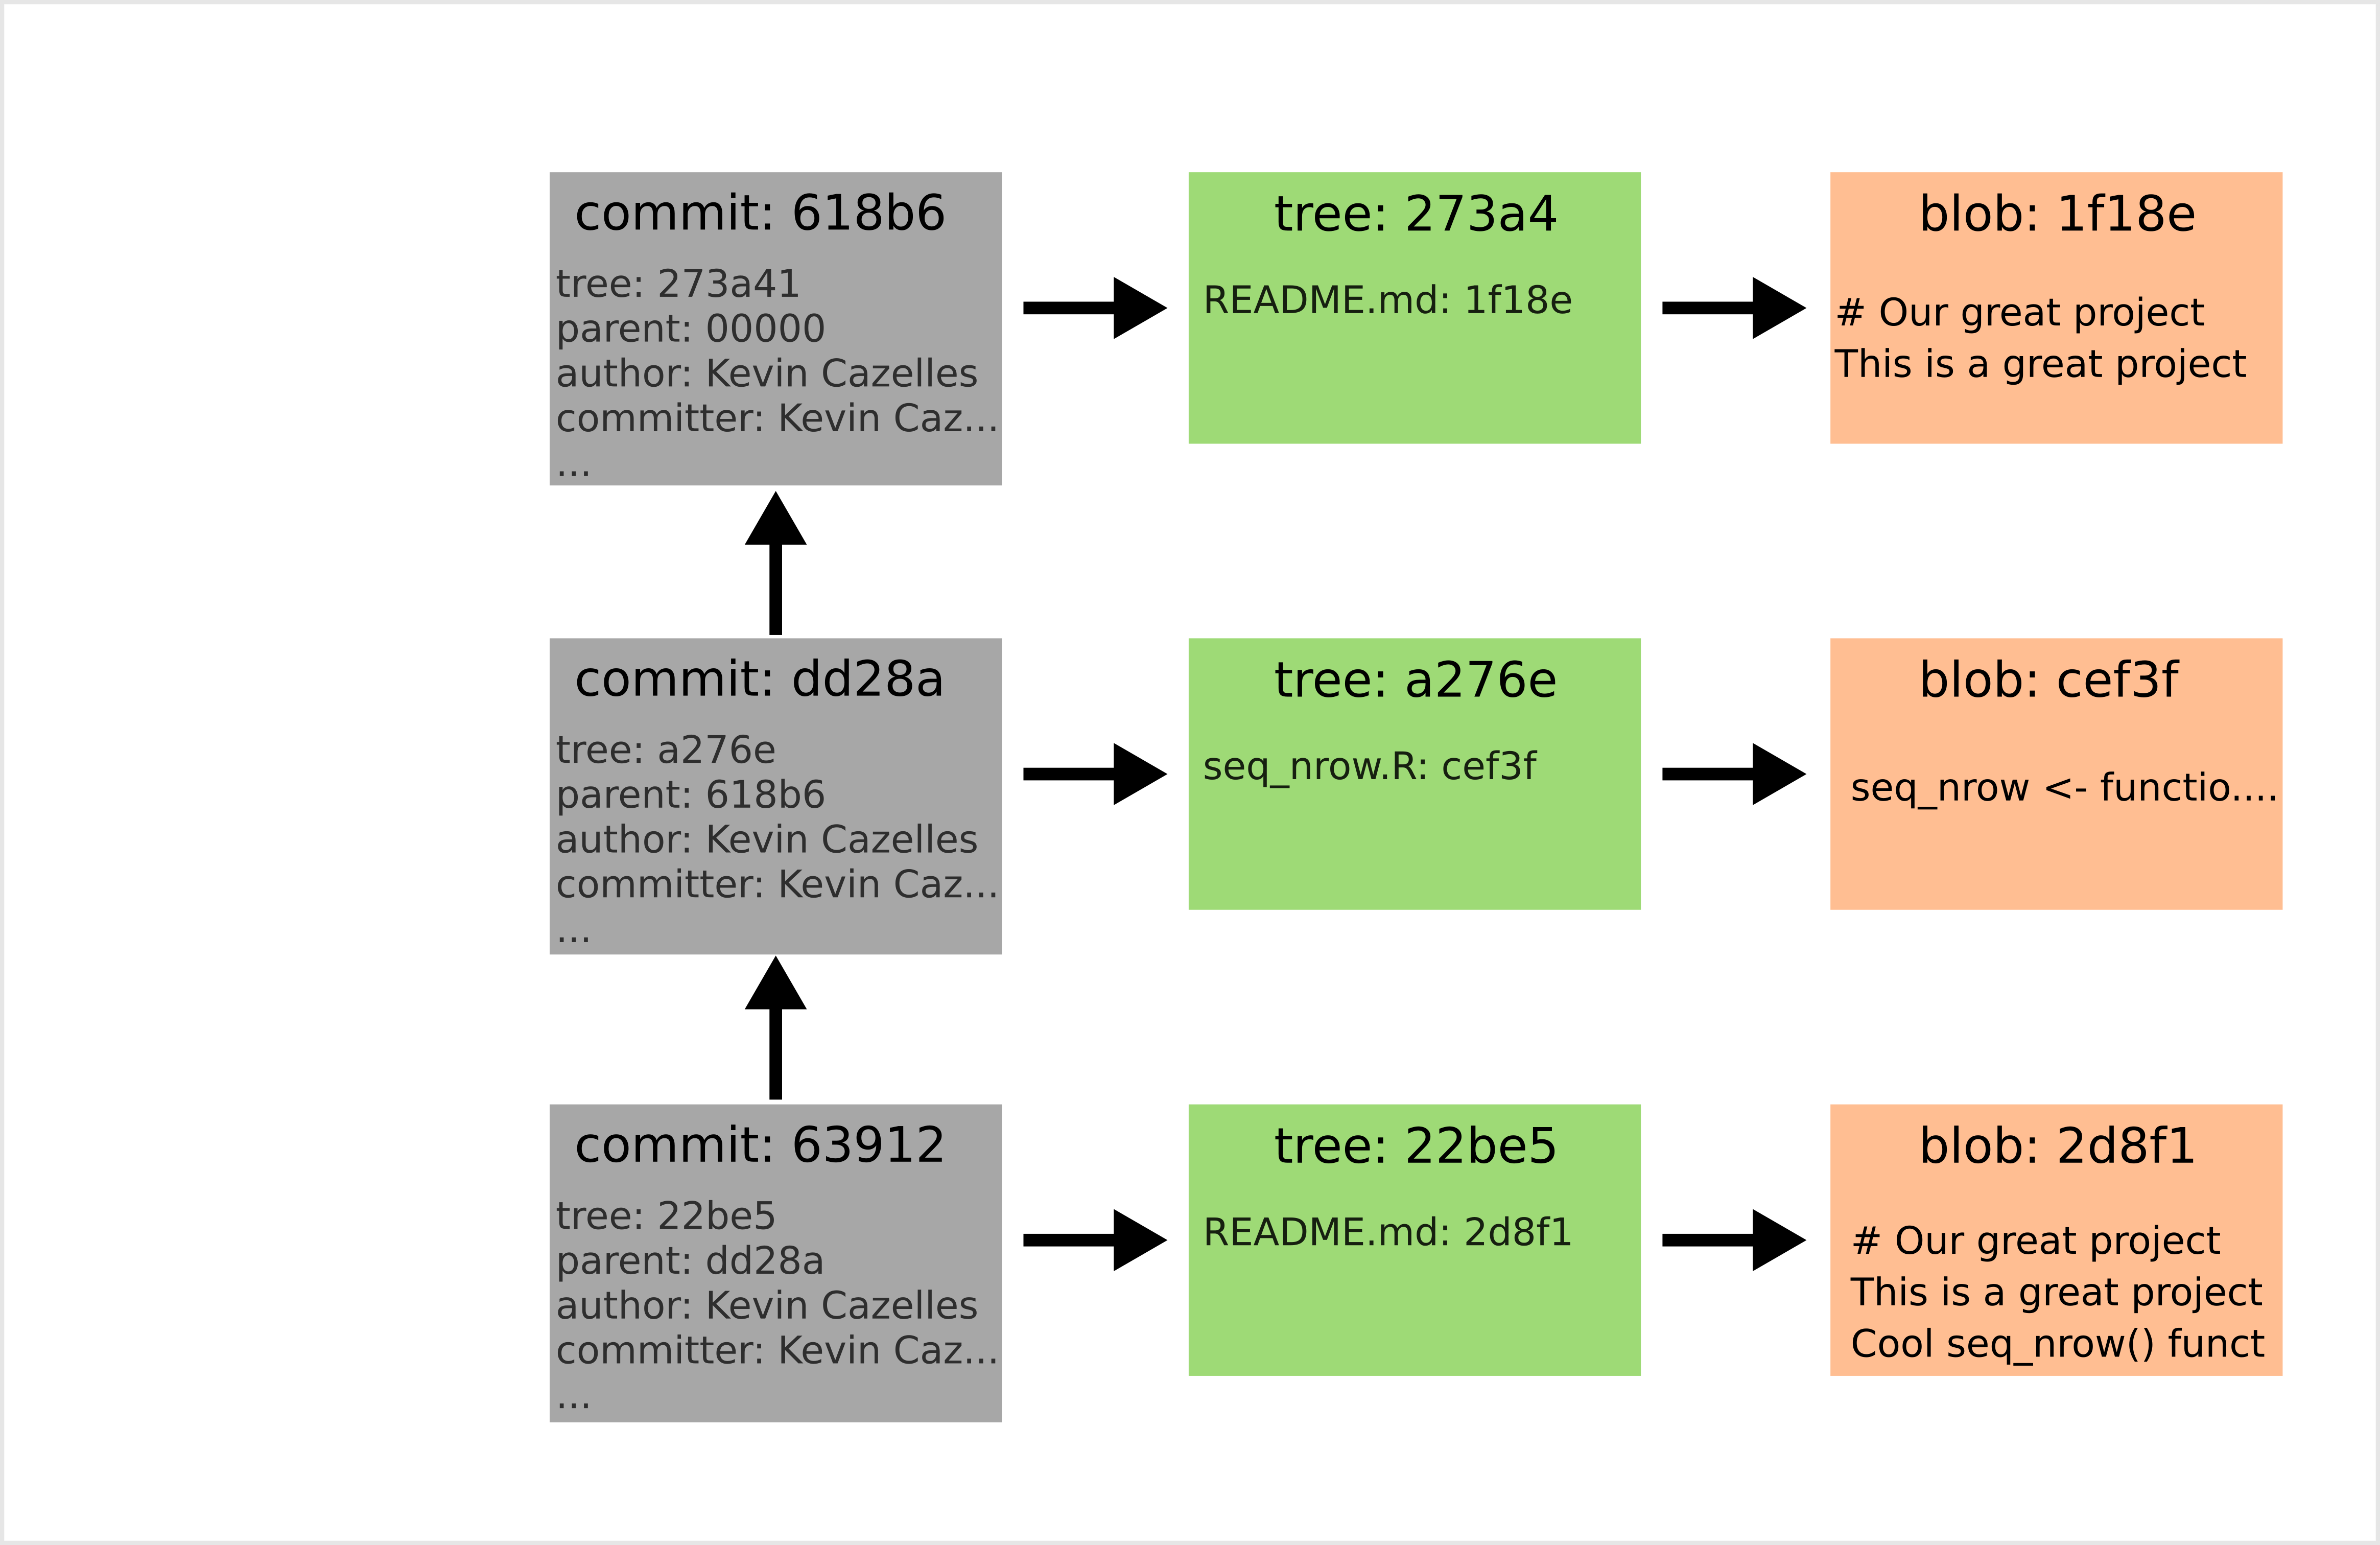 commit: 618b6
tree: 273a41
parent: 00000
author: Kevin Cazelles
committer: Kevin Caz...
...
tree: 273a4
README.md: 1f18e
blob: 1f18e
# Our great project
This is a great project
commit: dd28a
tree: a276e
parent: 618b6
author: Kevin Cazelles
committer: Kevin Caz...
...
tree: a276e
seq_nrow.R: cef3f
blob: cef3f
seq_nrow <- functio....
commit: 63912
tree: 22be5
parent: dd28a
author: Kevin Cazelles
committer: Kevin Caz...
...
tree: 22be5
README.md: 2d8f1
blob: 2d8f1
# Our great project
This is a great project
Cool seq_nrow() funct